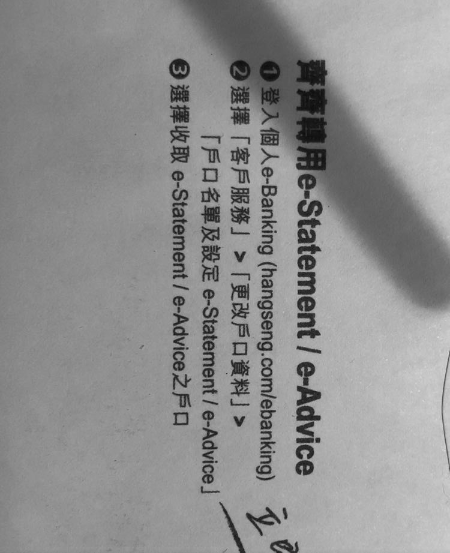 齊齊轉用e-Statement / e-Advice
❶ 登入個人e-Banking (hangseng.com/ebanking)
❷ 選擇「客戶服務」>「更改戶口資料」>
「戶口名單及設定 e-Statement / e-Advice」
❸ 選擇收取 e-Statement / e-Advice之戶口
立